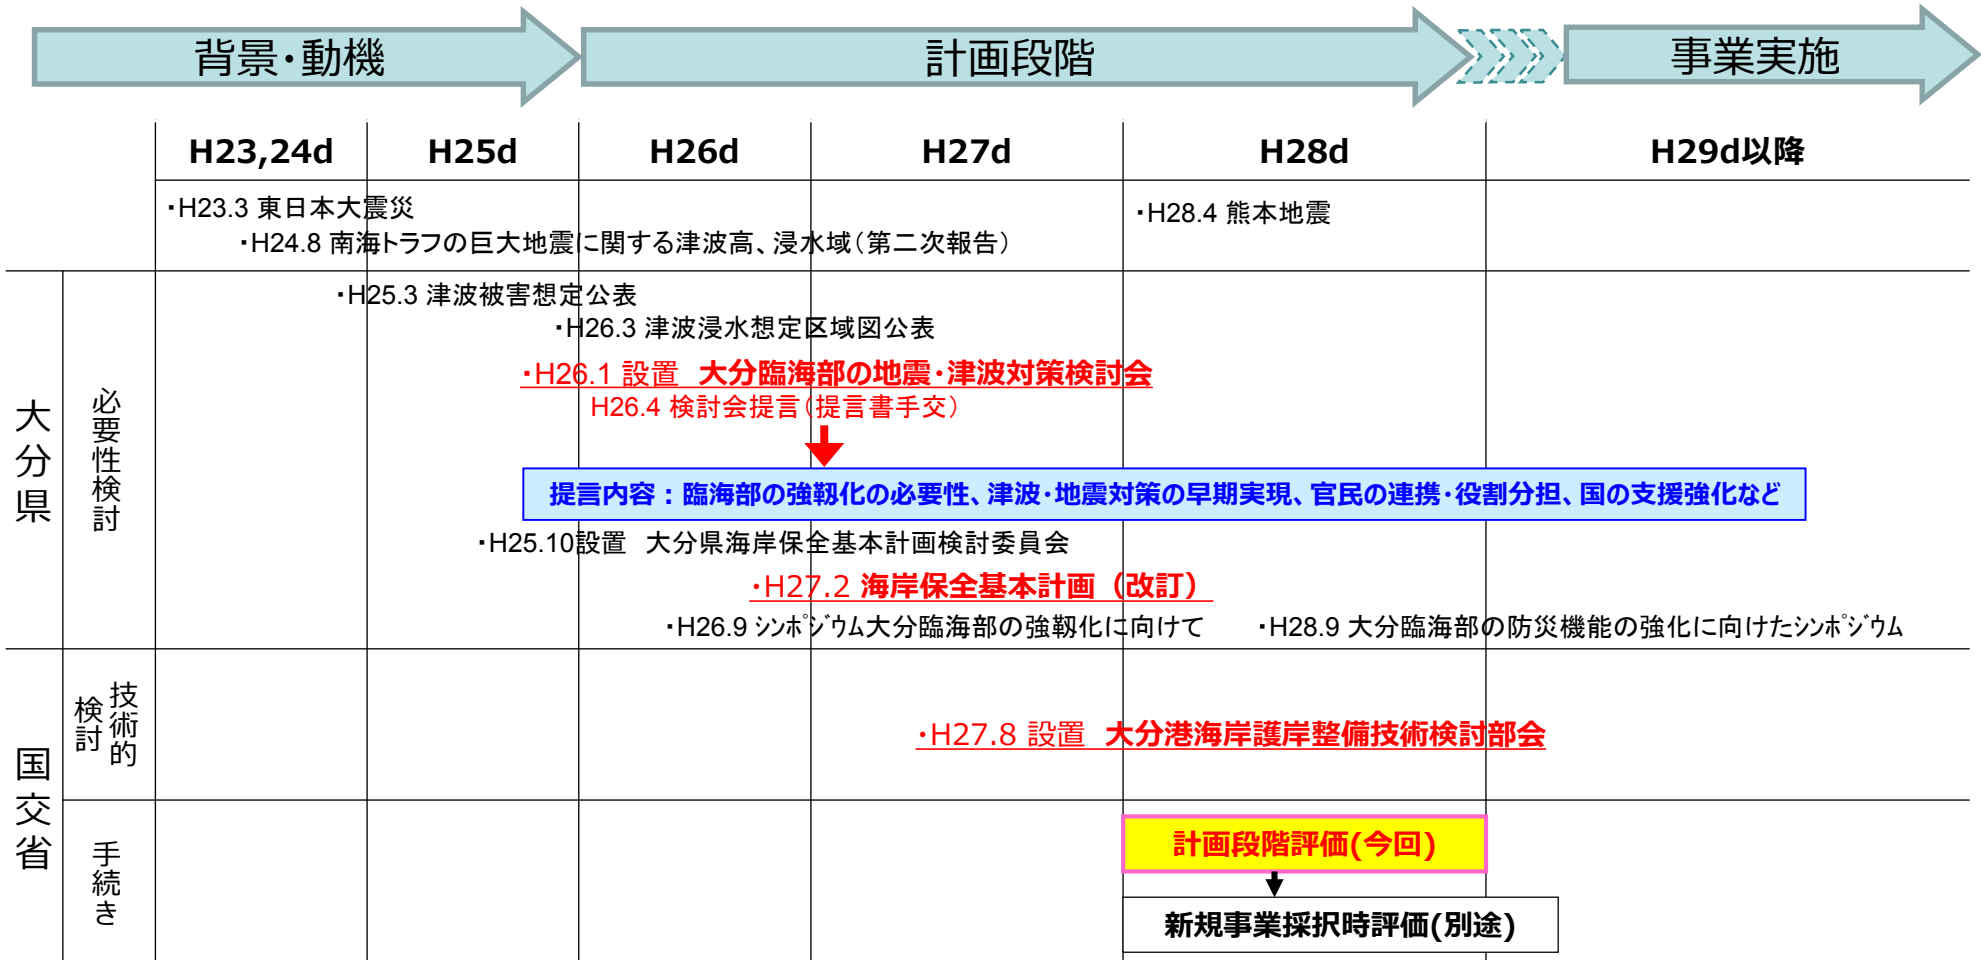 背景・動機
計画段階
事業実施
H23,24d
H25d
H26d
H27d
H28d
H29d以降
・H23.3 東日本大震災
・H28.4 熊本地震
・H24.8 南海トラフの巨大地震に関する津波高、浸水域（第二次報告）
大分県
必要性検討
・H25.3 津波被害想定公表
・H26.3 津波浸水想定区域図公表
・H26.1 設置　大分臨海部の地震・津波対策検討会
H26.4 検討会提言（提言書手交）
提言内容：臨海部の強靱化の必要性、津波・地震対策の早期実現、官民の連携・役割分担、国の支援強化など
・H25.10設置　大分県海岸保全基本計画検討委員会
・H27.2 海岸保全基本計画（改訂）
・H26.9 ｼﾝﾎﾟｼﾞｳﾑ大分臨海部の強靱化に向けて
・H28.9 大分臨海部の防災機能の強化に向けたｼﾝﾎﾟｼﾞｳﾑ
国交省
技術的
検討
・H27.8 設置　大分港海岸護岸整備技術検討部会
手続き
計画段階評価(今回)
新規事業採択時評価(別途)